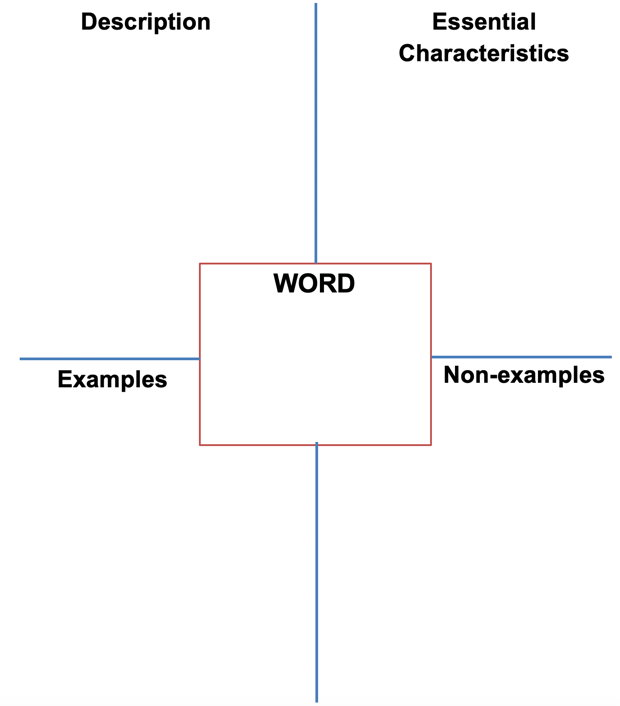 Description
Essential
Characteristics
WORD
Examples
Non-examples